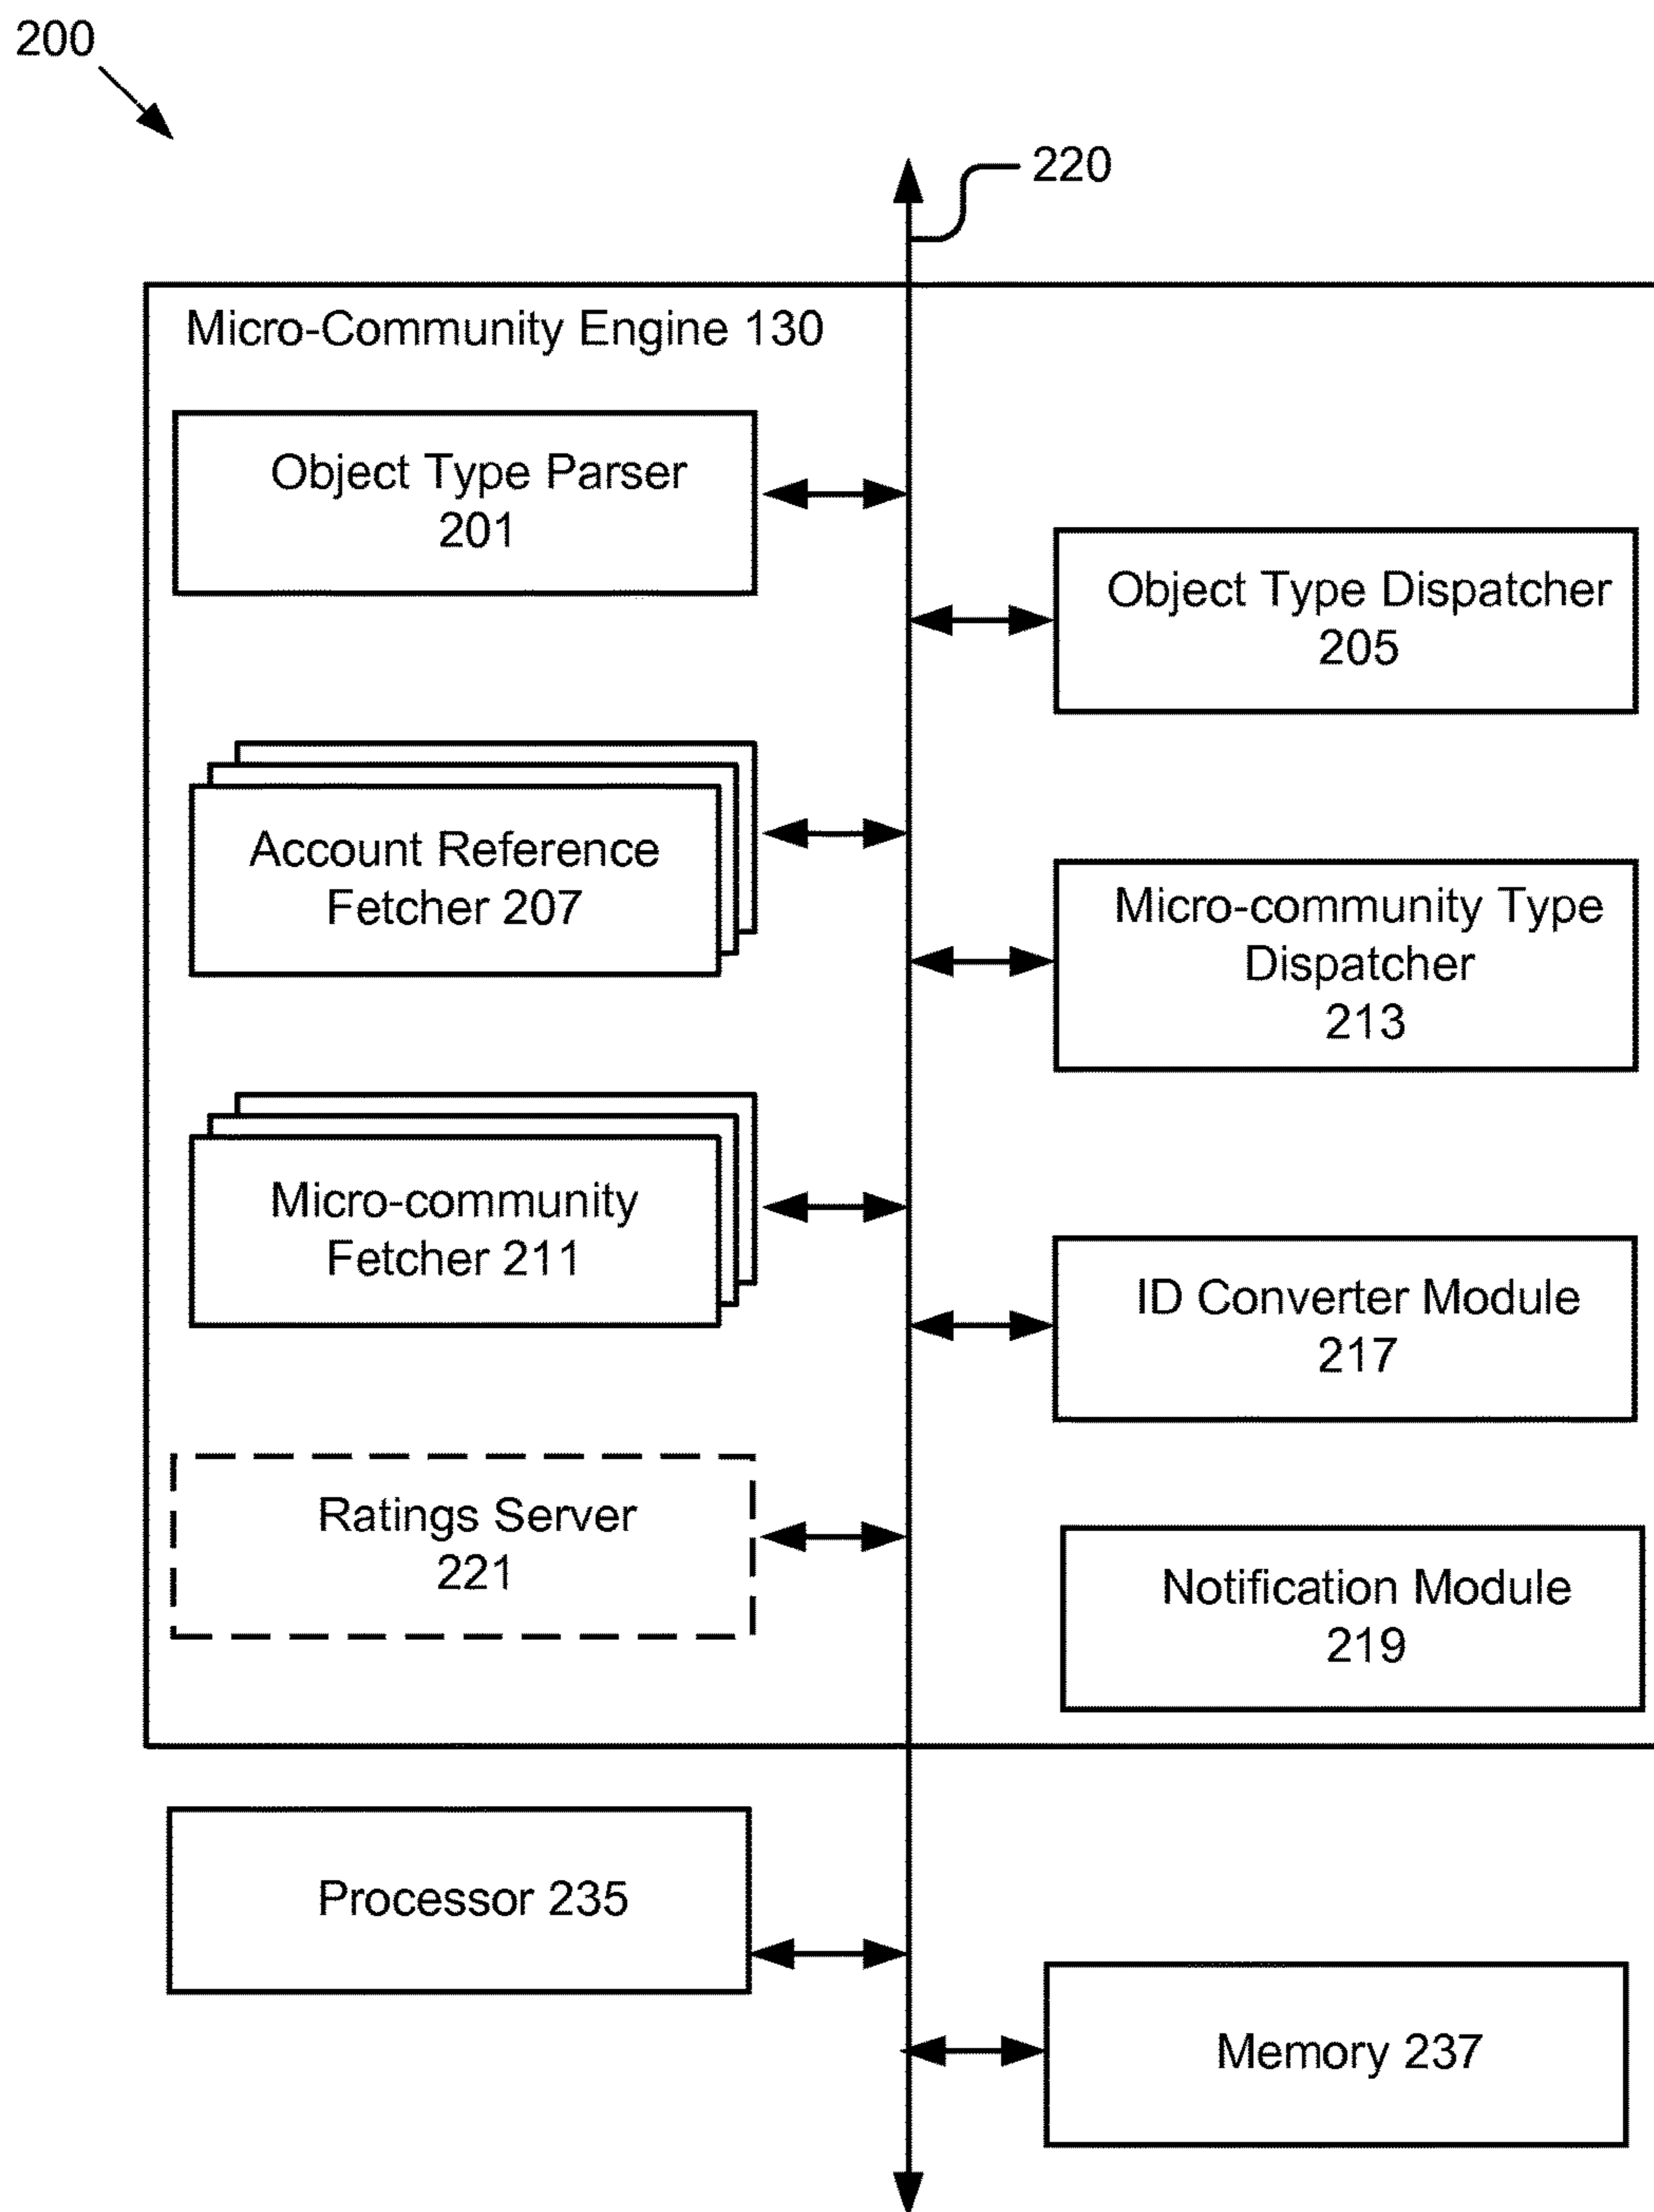 200
220
Micro-Community Engine 130
Object Type Parser
201
Object Type Dispatcher
205
Account Reference
Fetcher 207
Micro-community Type
Dispatcher
213
Micro-community
Fetcher 211
ID Converter Module
217
Ratings Server
221
Notification Module
219
Processor 235
Memory 237